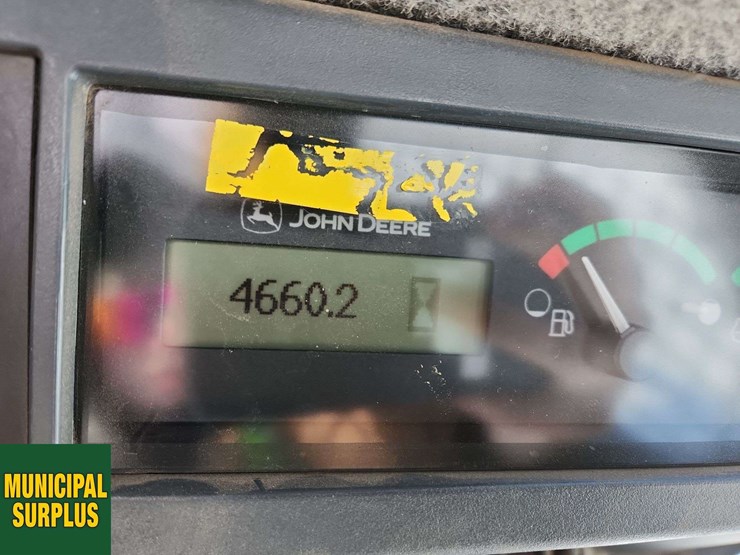 JOHN DEERE
4660.2
MUNICIPAL
SURPLUS